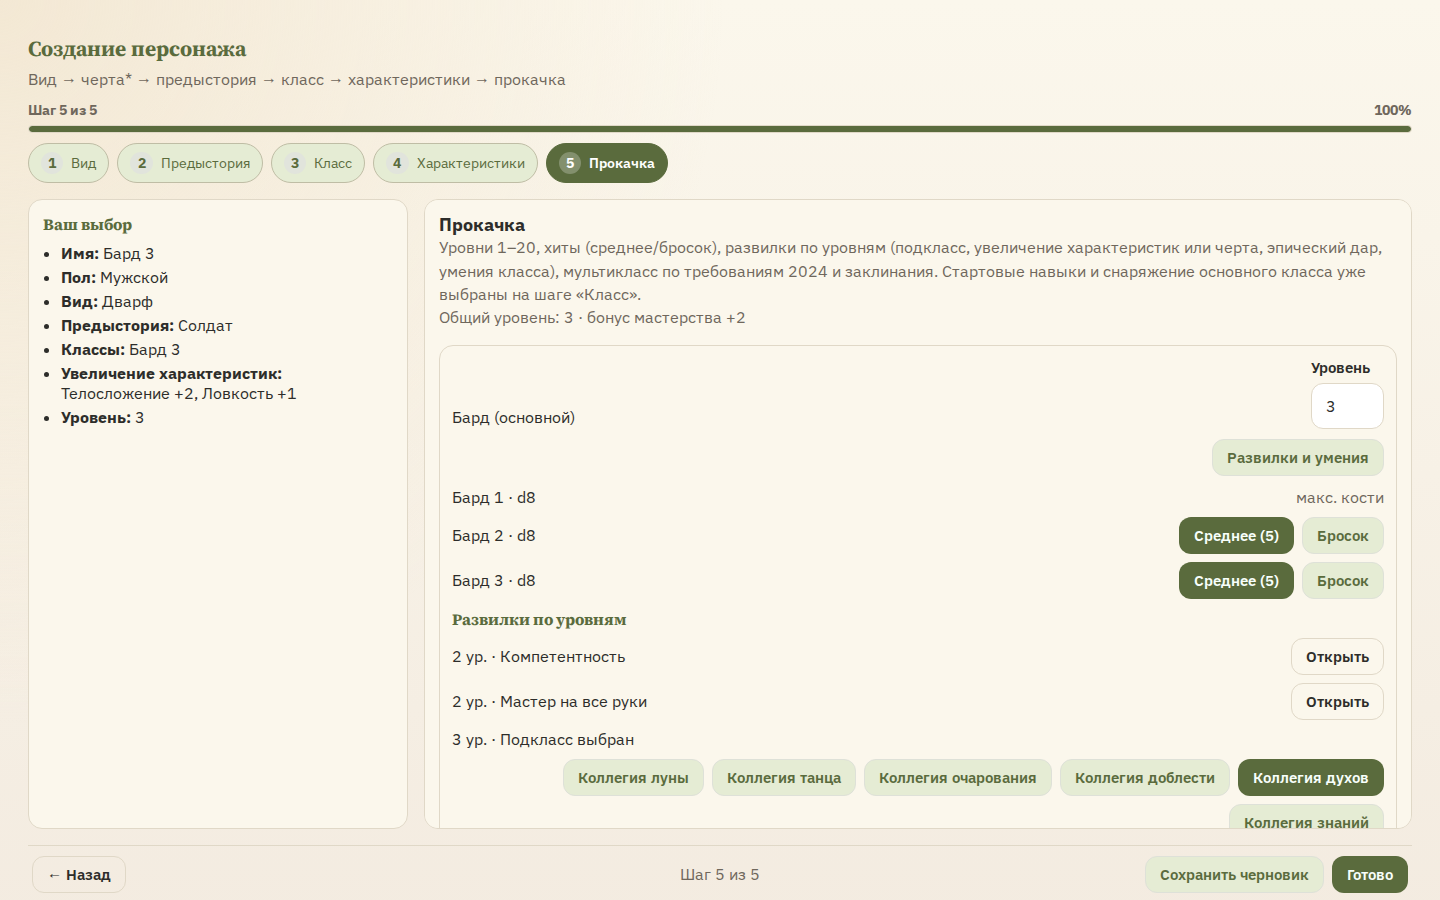 Создание персонажа
Вид → черта* → предыстория → класс → характеристики → прокачка
Шаг 5 из 5
100%
1 Вид
2 Предыстория
3 Класс
4 Характеристики
5 Прокачка
Ваш выбор
• Имя: Бард 3
• Пол: Мужской
• Вид: Дварф
• Предыстория: Солдат
• Классы: Бард 3
• Увеличение характеристик:
Телосложение +2, Ловкость +1
• Уровень: 3
Прокачка
Уровни 1–20, хиты (среднее/бросок), развилки по уровням (подкласс, увеличение характеристик или черта, эпический дар,
умения класса), мультикласс по требованиям 2024 и заклинания. Стартовые навыки и снаряжение основного класса уже
выбраны на шаге «Класс».
Общий уровень: 3 · бонус мастерства +2
Уровень
Бард (основной)
3
Развилки и умения
Бард 1 · d8
макс. кости
Бард 2 · d8
Среднее (5)
Бросок
Бард 3 · d8
Среднее (5)
Бросок
Развилки по уровням
2 ур. · Компетентность
Открыть
2 ур. · Мастер на все руки
Открыть
3 ур. · Подкласс выбран
Коллегия луны
Коллегия танца
Коллегия очарования
Коллегия доблести
Коллегия духов
Коллегия знаний
← Назад
Шаг 5 из 5
Сохранить черновик
Готово